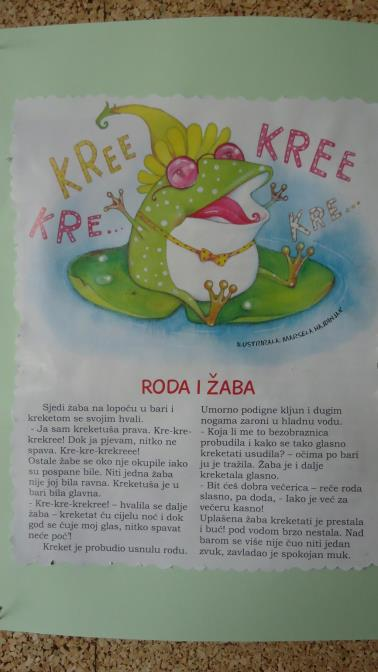 KREE
KREE
KRE...
KRE...
ILUSTRIRALA: MARSELA HAJDINJAK
RODA I ŽABA
Sjedi žaba na lopoču u bari i
kreketom se svojim hvali.
- Ja sam kreketuša prava. Kre-kre-
krekree! Dok ja pjevam, nitko ne
spava. Kre-kre-krekreee!
Ostale žabe se oko nje okupile iako
su pospane bile. Niti jedna žaba
nije joj bila ravna. Kreketuša je u
bari bila glavna.
- Kre-kre-krekree! – hvalila se dalje
žaba – kreketat ću cijelu noć i dok
god se čuje moj glas, nitko spavat
neće poć'!
Kreket je probudio usnulu rodu.
Umorno podigne kljun i dugim
nogama zaroni u hladnu vodu.
- Koja li me to bezobraznica
probudila i kako se tako glasno
kreketati usudila? – očima po bari
ju je tražila. Žaba je i dalje
kreketala glasno.
- Bit ćeš dobra večerica – reče roda
slasno, pa doda, - Iako je već za
večeru kasno!
Uplašena žaba kreketati je prestala
i buć! pod vodom brzo nestala. Nad
barom se više nije čuo niti jedan
zvuk, zavladao je spokojan muk.